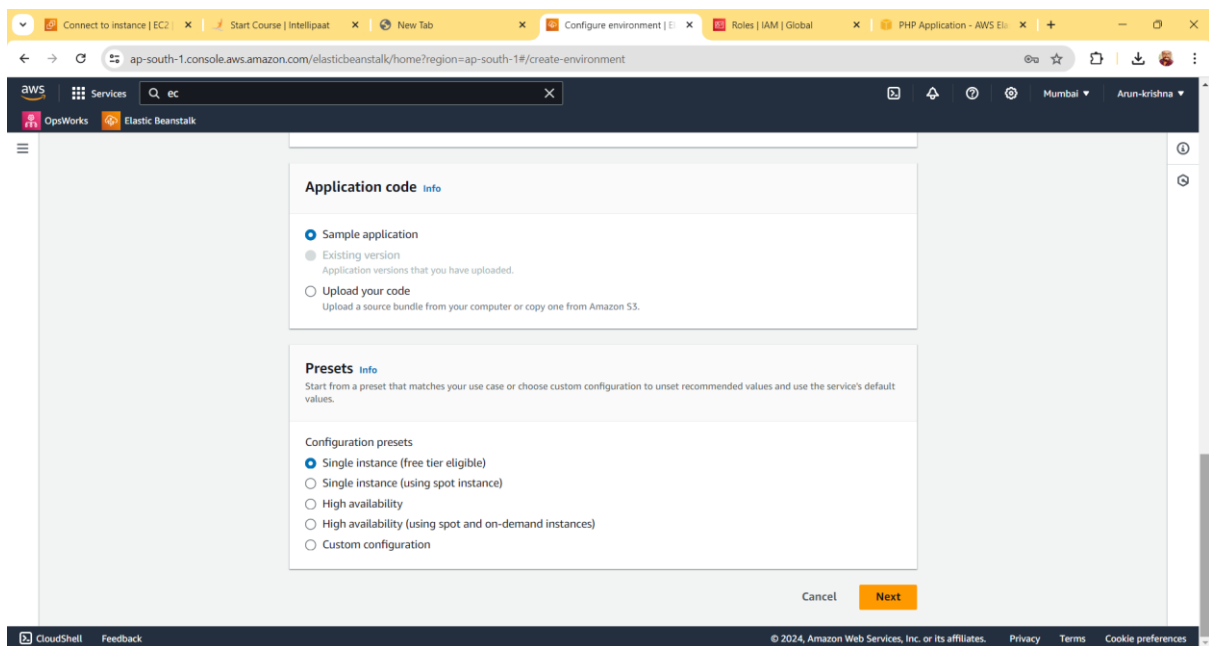 Connect to instance | EC2 |
Start Course | Intellipaat
New Tab
Configure environment | El
Roles | IAM | Global
PHP Application - AWS Ela
ap-south-1.console.aws.amazon.com/elasticbeanstalk/home?region=ap-south-1#/create-environment
aws
Services
ec
Mumbai
Arun-krishna
OpsWorks
Elastic Beanstalk
Application code Info
Sample application
Existing version
Application versions that you have uploaded.
Upload your code
Upload a source bundle from your computer or copy one from Amazon S3.
Presets Info
Start from a preset that matches your use case or choose custom configuration to unset recommended values and use the service's default
values.
Configuration presets
Single instance (free tier eligible)
Single instance (using spot instance)
High availability
High availability (using spot and on-demand instances)
Custom configuration
Cancel
Next
CloudShell
Feedback
© 2024, Amazon Web Services, Inc. or its affiliates.
Privacy
Terms
Cookie preferences